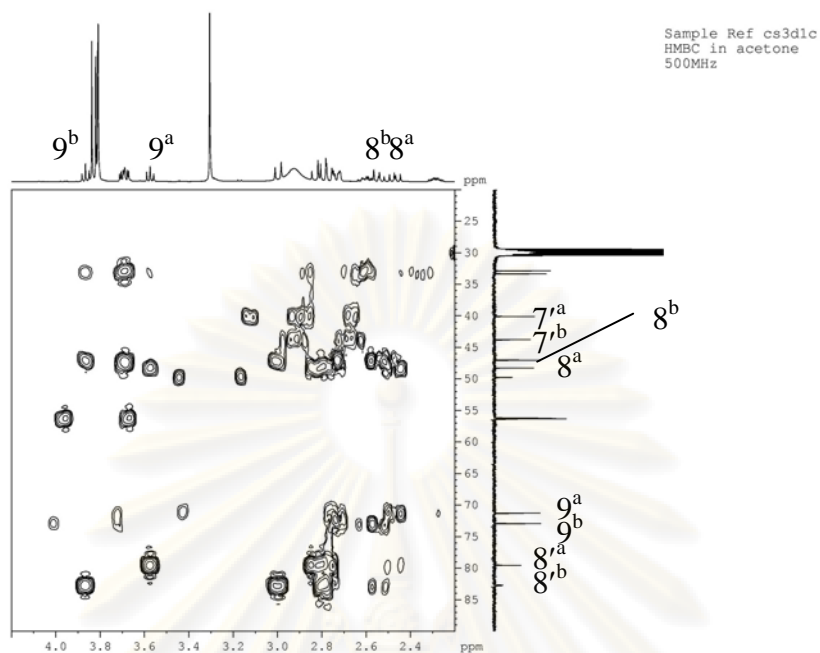 Sample Ref cs3dlc
HMBC in acetone
500MHz
9ᵇ 9ᵃ 8ᵇ8ᵃ
ppm
25
30
35
40
45
50
55
60
65
70
75
80
85
7'ᵃ
7'ᵇ
8ᵇ
8ᵃ
9ᵃ
9ᵇ
8'ᵃ
8'ᵇ
4.0 3.8 3.6 3.4 3.2 3.0 2.8 2.6 2.4 ppm